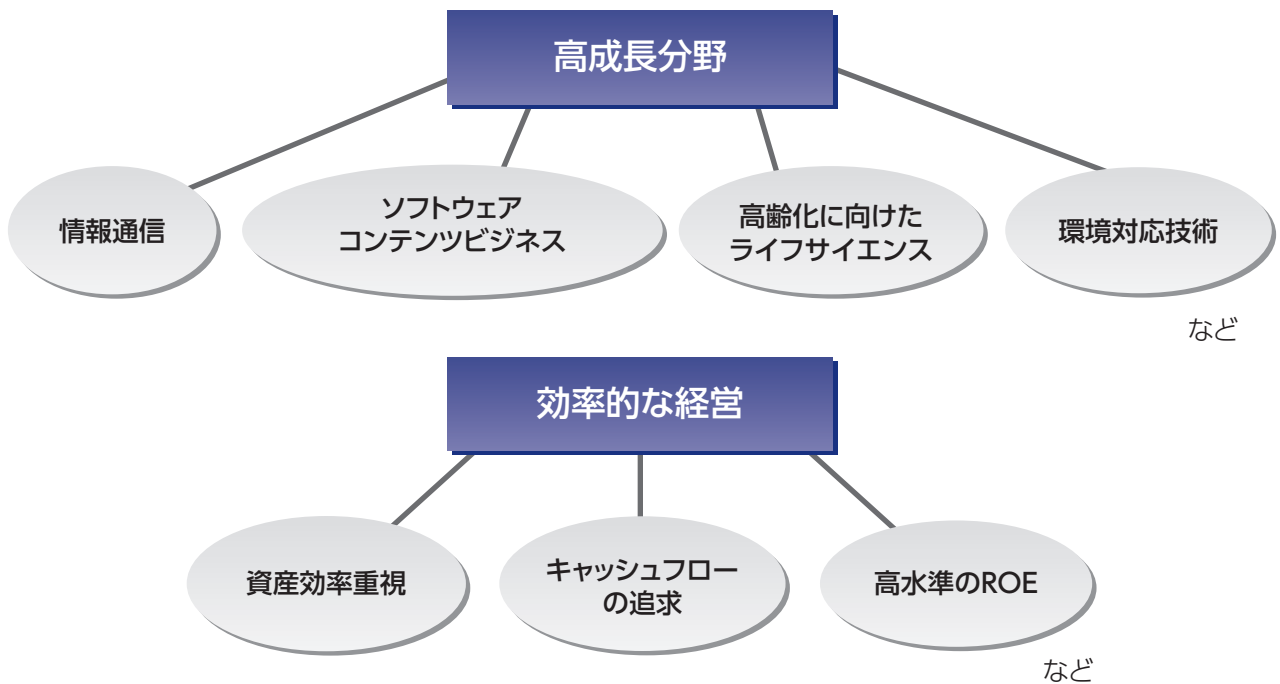 高成長分野
情報通信
ソフトウェア
コンテンツビジネス
高齢化に向けた
ライフサイエンス
環境対応技術
など
効率的な経営
資産効率重視
キャッシュフロー
の追求
高水準のROE
など